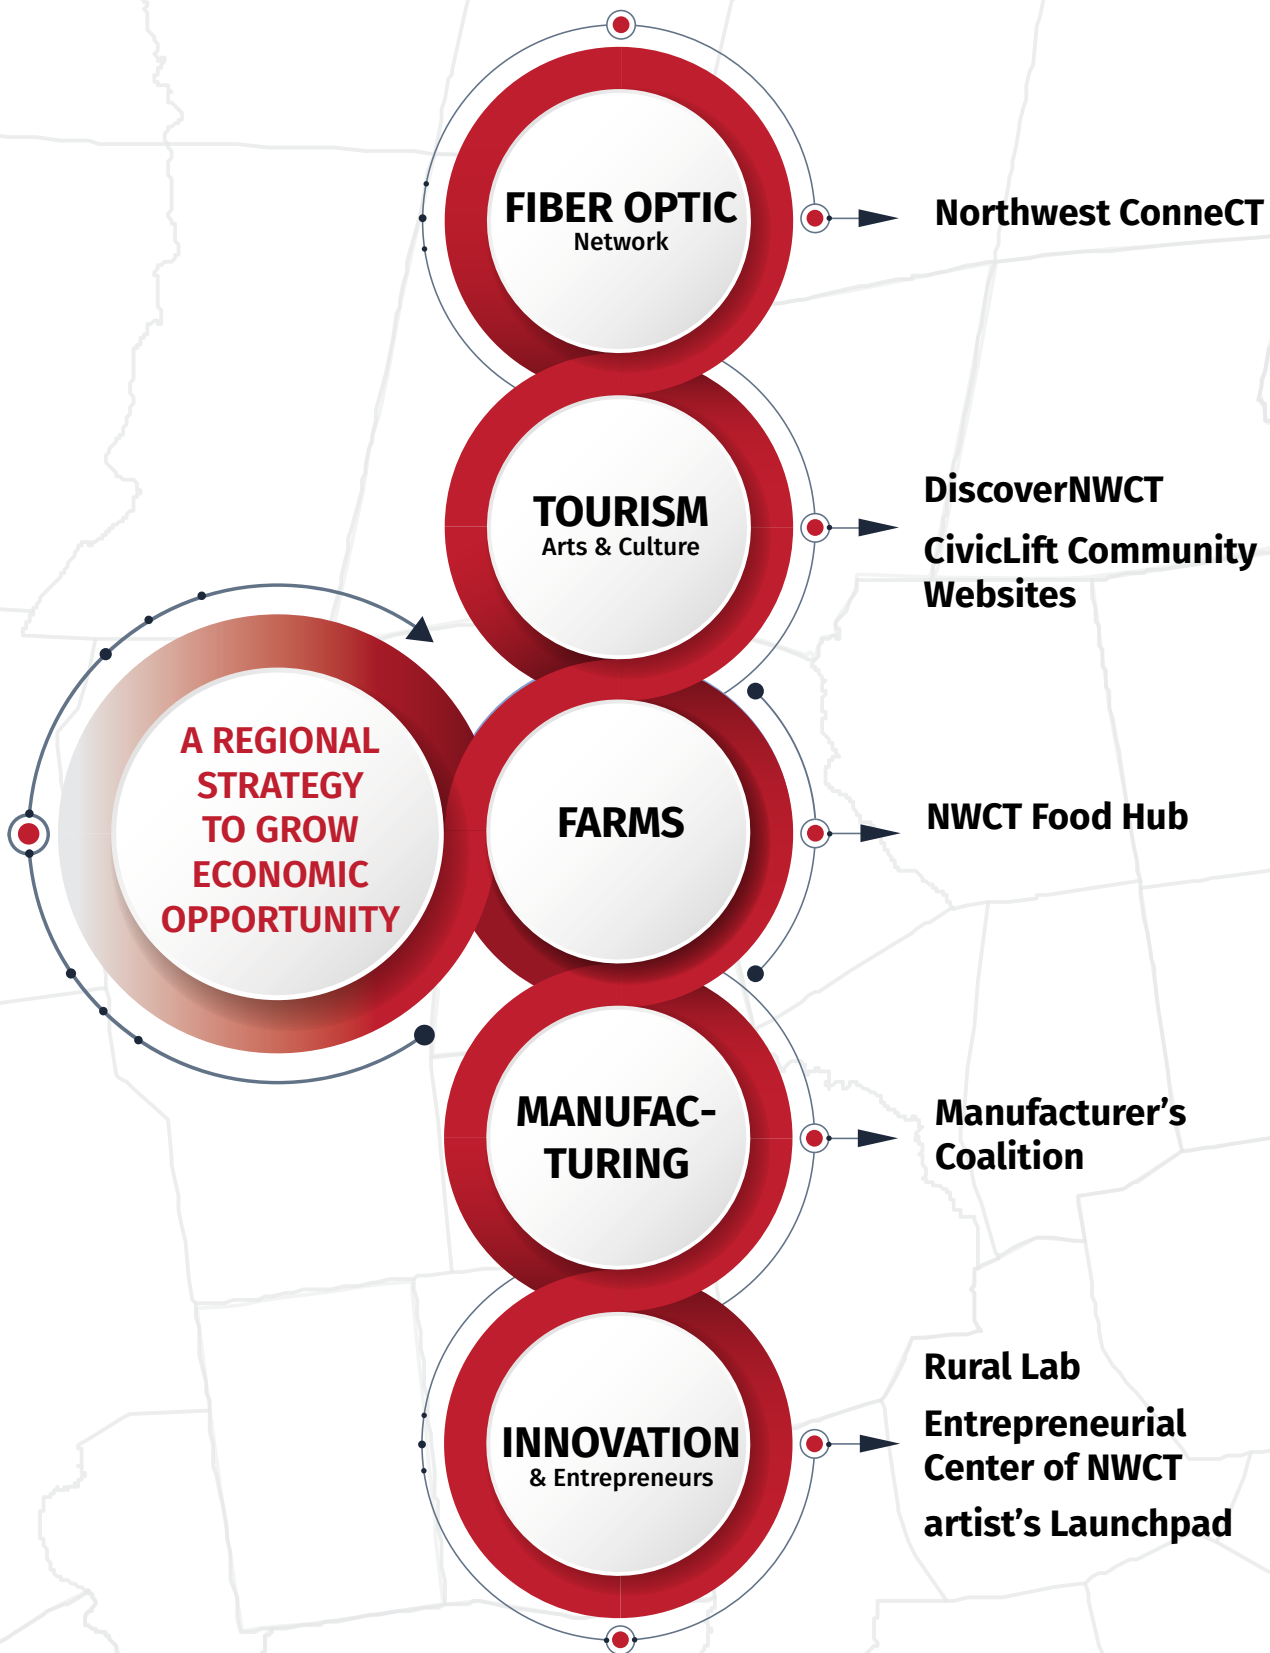 FIBER OPTIC
Network
Northwest ConneCT
TOURISM
Arts & Culture
DiscoverNWCT
CivicLift Community
Websites
A REGIONAL
STRATEGY
TO GROW
ECONOMIC
OPPORTUNITY
FARMS
NWCT Food Hub
MANUFAC-
TURING
Manufacturer’s
Coalition
INNOVATION
& Entrepreneurs
Rural Lab
Entrepreneurial
Center of NWCT
artist’s Launchpad